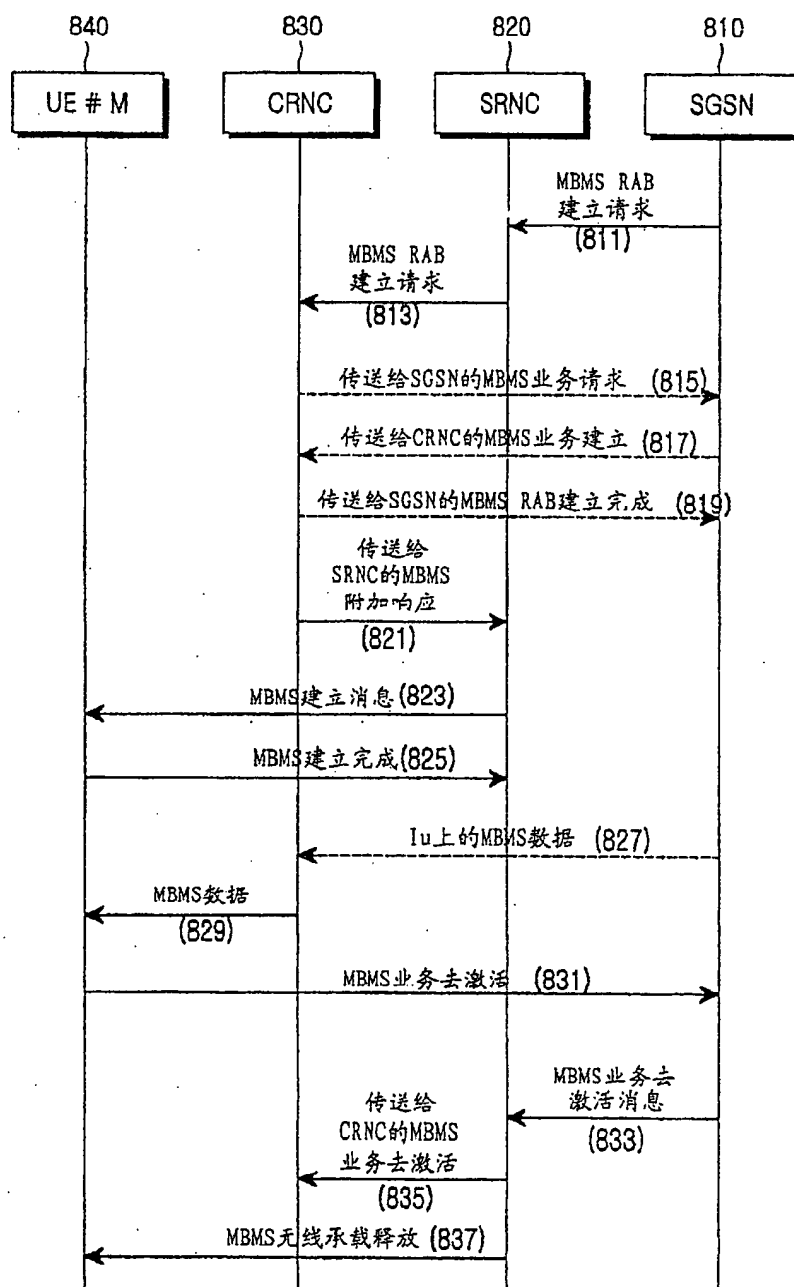 840 830 820 810
UE # M CRNC SRNC SGSN
MBMS RAB
建立请求
(811)
MBMS RAB
建立请求
(813)
传送给SGSN的MBMS业务请求 (815)
传送给CRNC的MBMS业务建立 (817)
传送给SGSN的MBMS RAB建立完成 (819)
传送给
SRNC的MBMS
附加响应
(821)
MBMS建立消息(823)
MBMS建立完成(825)
Iu上的MBMS数据 (827)
MBMS数据
(829)
MBMS业务去激活 (831)
MBMS业务去
激活消息
(833)
传送给
CRNC的MBMS
业务去激活
(835)
MBMS无线承载释放 (837)